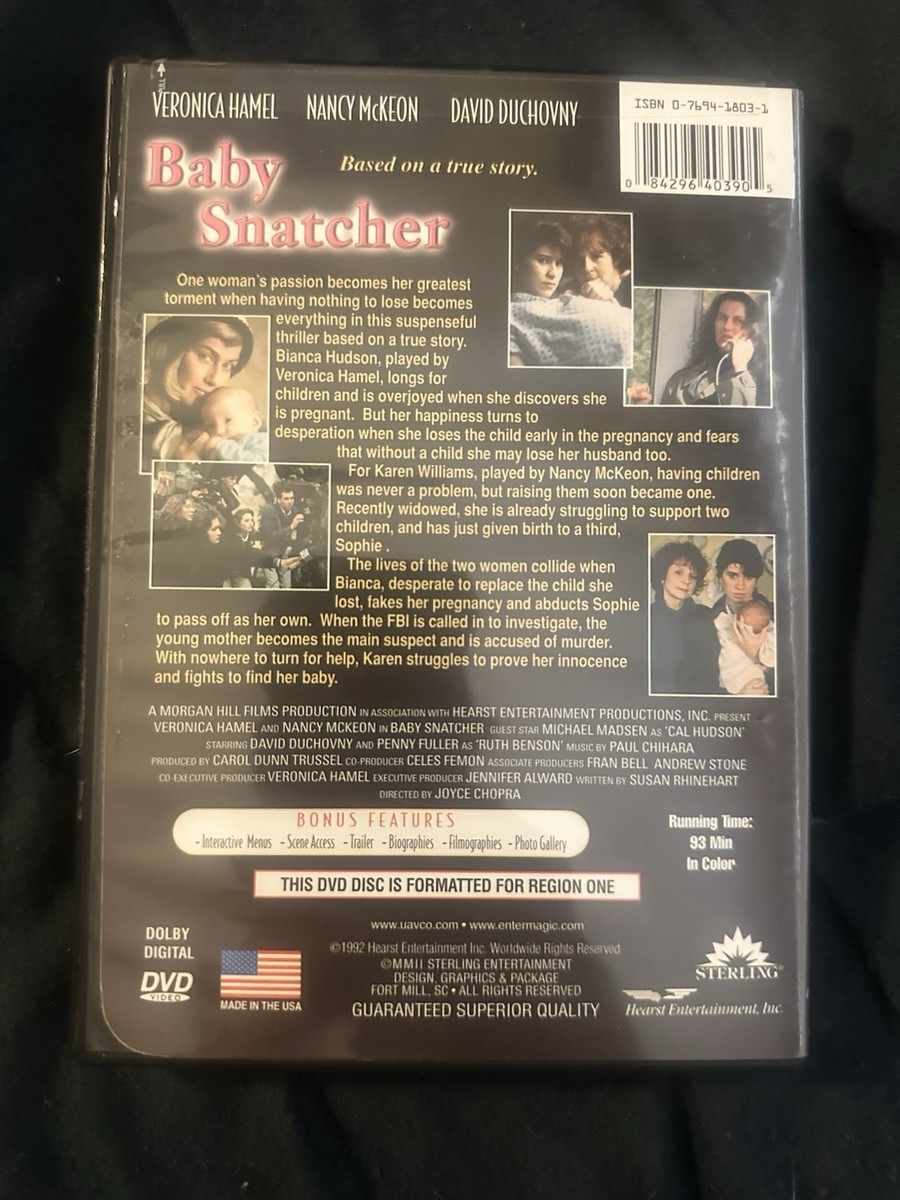 PULL
VERONICA HAMEL NANCY McKEON DAVID DUCHOVNY
ISBN 0-7694-1803-1
0 84296 40390 5
Baby
Snatcher
Based on a true story.
One woman's passion becomes her greatest
torment when having nothing to lose becomes
everything in this suspenseful
thriller based on a true story.
Bianca Hudson, played by
Veronica Hamel, longs for
children and is overjoyed when she discovers she
is pregnant. But her happiness turns to
desperation when she loses the child early in the pregnancy and fears
that without a child she may lose her husband too.
For Karen Williams, played by Nancy McKeon, having children
was never a problem, but raising them soon became one.
Recently widowed, she is already struggling to support two
children, and has just given birth to a third,
Sophie .
The lives of the two women collide when
Bianca, desperate to replace the child she
lost, fakes her pregnancy and abducts Sophie
to pass off as her own. When the FBI is called in to investigate, the
young mother becomes the main suspect and is accused of murder.
With nowhere to turn for help, Karen struggles to prove her innocence
and fights to find her baby.
A MORGAN HILL FILMS PRODUCTION IN ASSOCIATION WITH HEARST ENTERTAINMENT PRODUCTIONS, INC. PRESENT
VERONICA HAMEL AND NANCY MCKEON IN BABY SNATCHER GUEST STAR MICHAEL MADSEN AS 'CAL HUDSON'
STARRING DAVID DUCHOVNY AND PENNY FULLER AS 'RUTH BENSON' MUSIC BY PAUL CHIHARA
PRODUCED BY CAROL DUNN TRUSSEL CO-PRODUCER CELES FEMON ASSOCIATE PRODUCERS FRAN BELL ANDREW STONE
CO-EXECUTIVE PRODUCER VERONICA HAMEL EXECUTIVE PRODUCER JENNIFER ALWARD WRITTEN BY SUSAN RHINEHART
DIRECTED BY JOYCE CHOPRA
BONUS FEATURES
- Interactive Menus - Scene Access - Trailer - Biographies - Filmographies - Photo Gallery
Running Time:
93 Min
In Color
THIS DVD DISC IS FORMATTED FOR REGION ONE
DOLBY
DIGITAL
DVD
VIDEO
MADE IN THE USA
www.uavco.com • www.entermagic.com
©1992 Hearst Entertainment Inc. Worldwide Rights Reserved
©MMII STERLING ENTERTAINMENT
DESIGN, GRAPHICS & PACKAGE
FORT MILL, SC • ALL RIGHTS RESERVED
GUARANTEED SUPERIOR QUALITY
STERLING®
Hearst Entertainment, Inc.